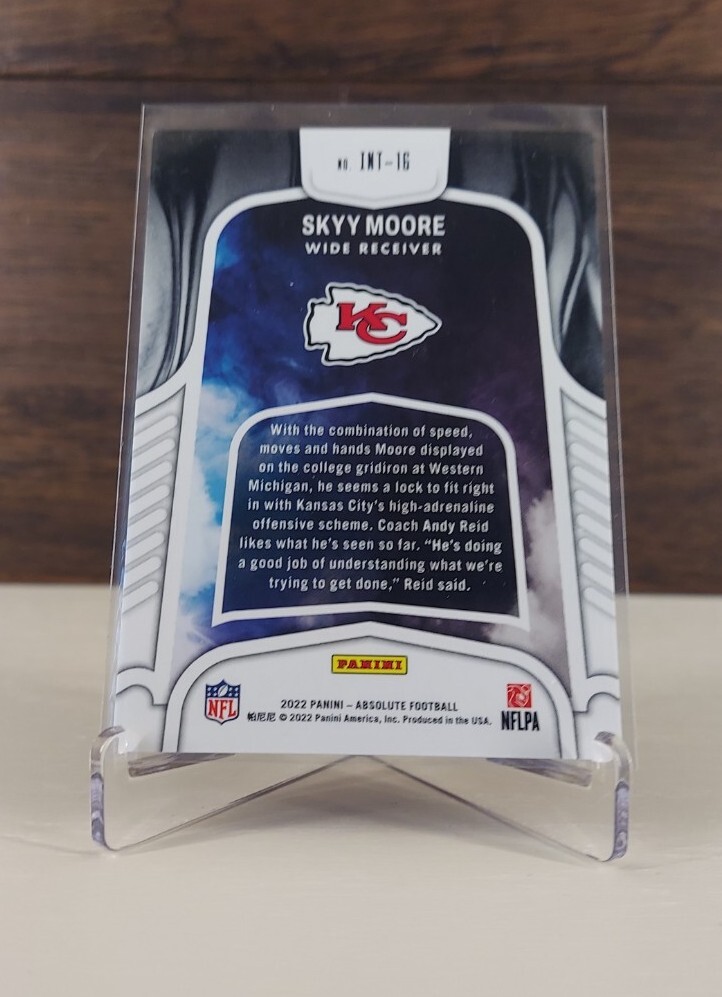 NO. INT-16
SKYY MOORE
WIDE RECEIVER
KC
With the combination of speed,
moves and hands Moore displayed
on the college gridiron at Western
Michigan, he seems a lock to fit right
in with Kansas City's high-adrenaline
offensive scheme. Coach Andy Reid
likes what he's seen so far. “He's doing
a good job of understanding what we're
trying to get done,” Reid said.
PANINI
NFL
2022 PANINI – ABSOLUTE FOOTBALL
帕尼尼 © 2022 Panini America, Inc. Produced in the USA.
NFLPA